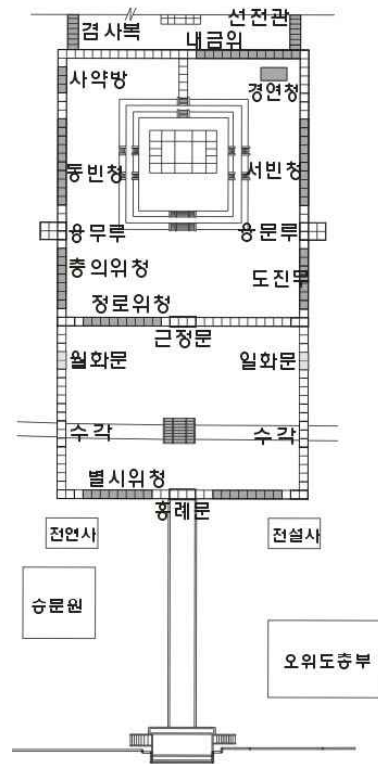 선전관
겸사복
내금위
사약방
경연청
동빈청 서빈청
용무루 용문루
충의위청 도진무
정로위청
근정문
월화문 일화문
수각 수각
별시위청
홍례문
전연사 전설사
승문원
오위도총부